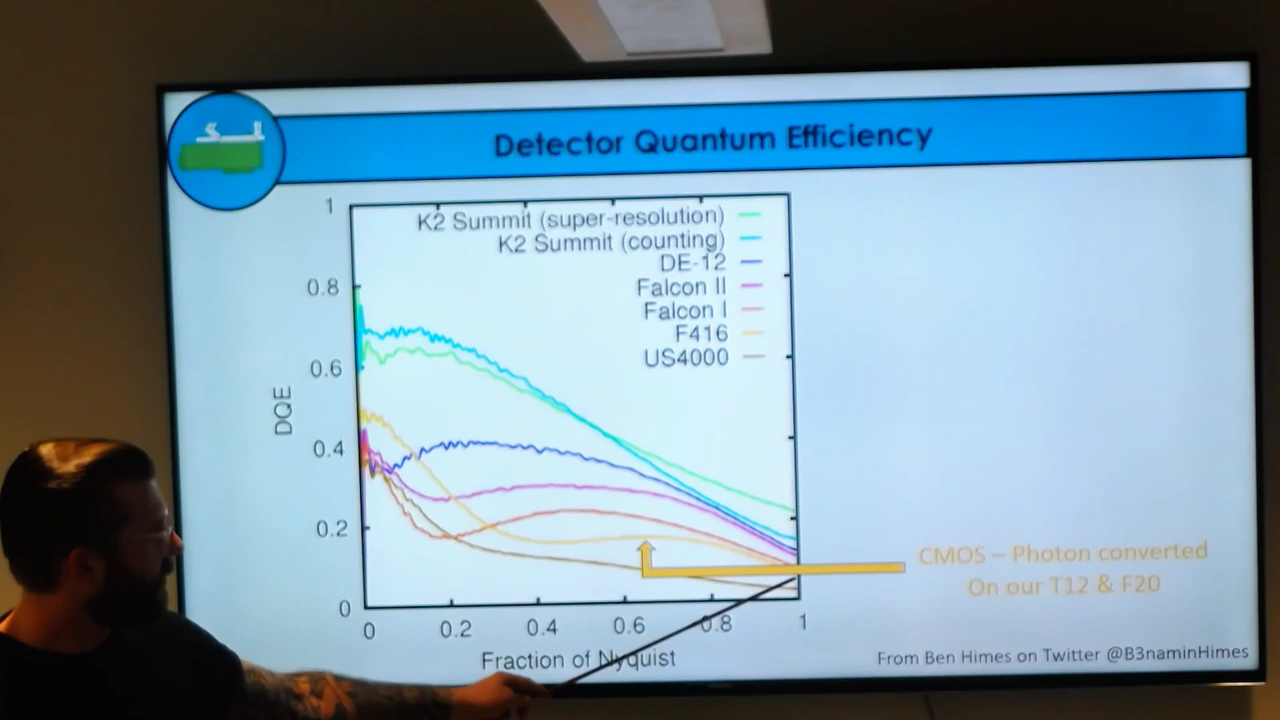 Detector Quantum Efficiency
1
K2 Summit (super-resolution)
K2 Summit (counting)
DE-12
0.8
Falcon II
Falcon I
F416
US4000
0.6
DQE
0.4
0.2
0
0 0.2 0.4 0.6 0.8 1
Fraction of Nyquist
CMOS – Photon converted
On our T12 & F20
From Ben Himes on Twitter @B3naminHimes